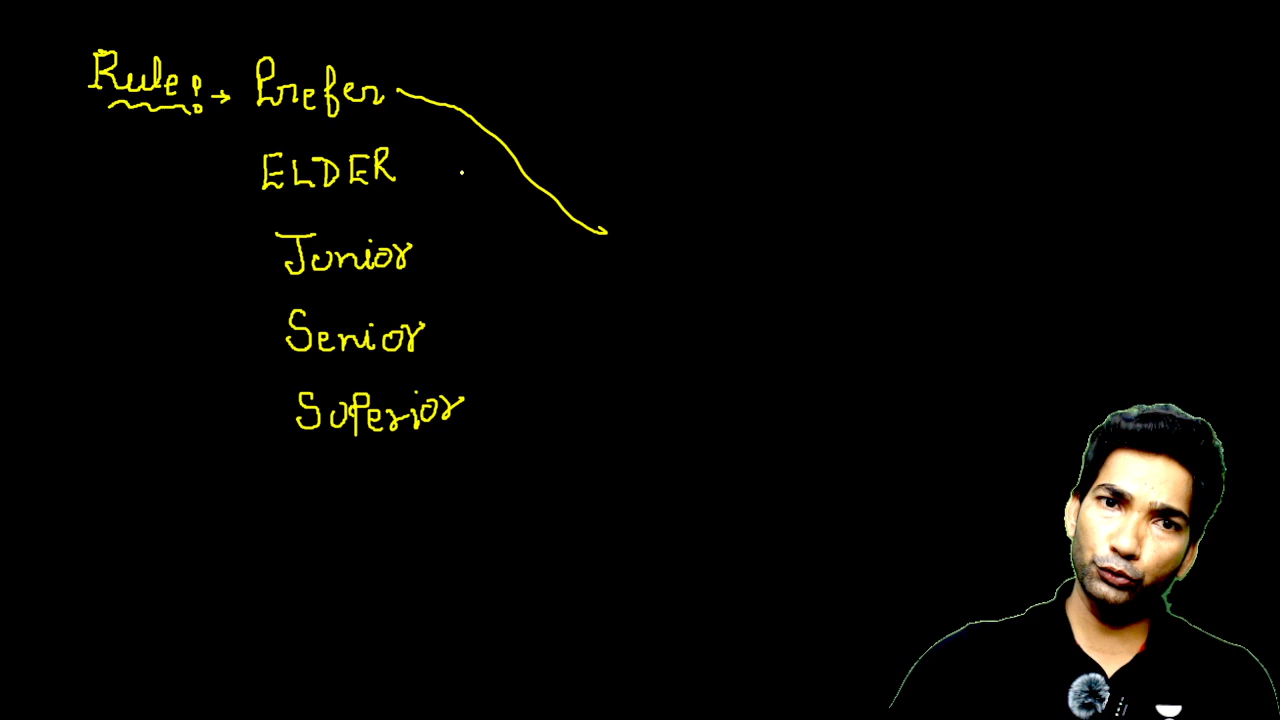 Rule: → Prefer
ELDER
Junior
Senior
Superior